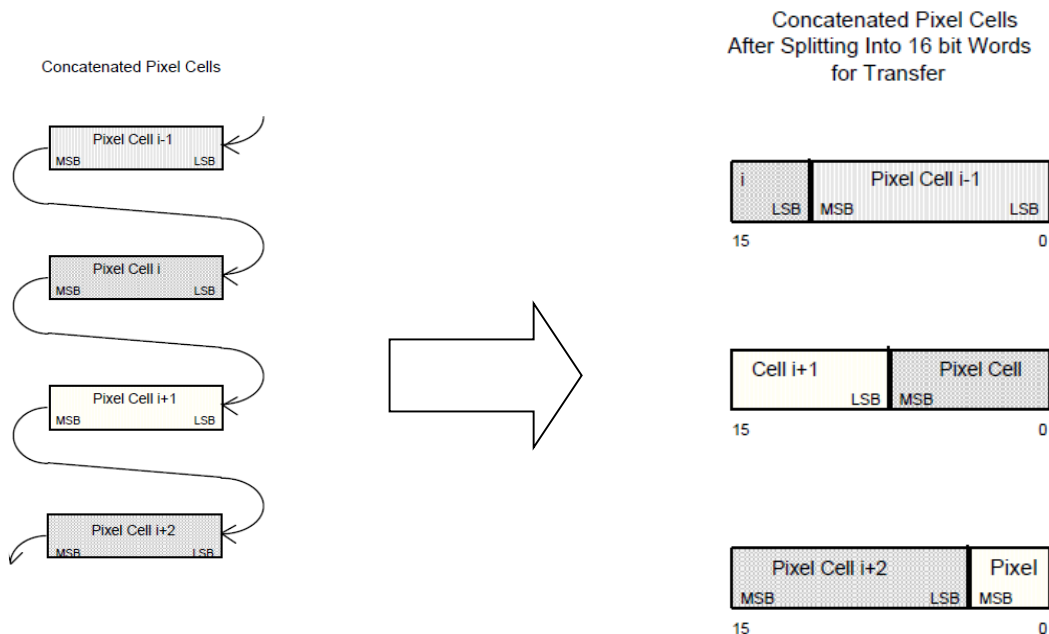 Concatenated Pixel Cells
Pixel Cell i-1
MSB LSB
Pixel Cell i
MSB LSB
Pixel Cell i+1
MSB LSB
Pixel Cell i+2
MSB LSB
Concatenated Pixel Cells
After Splitting Into 16 bit Words
for Transfer
i Pixel Cell i-1
LSB MSB LSB
15 0
Cell i+1 Pixel Cell
LSB MSB
15 0
Pixel Cell i+2 Pixel
MSB LSB MSB
15 0